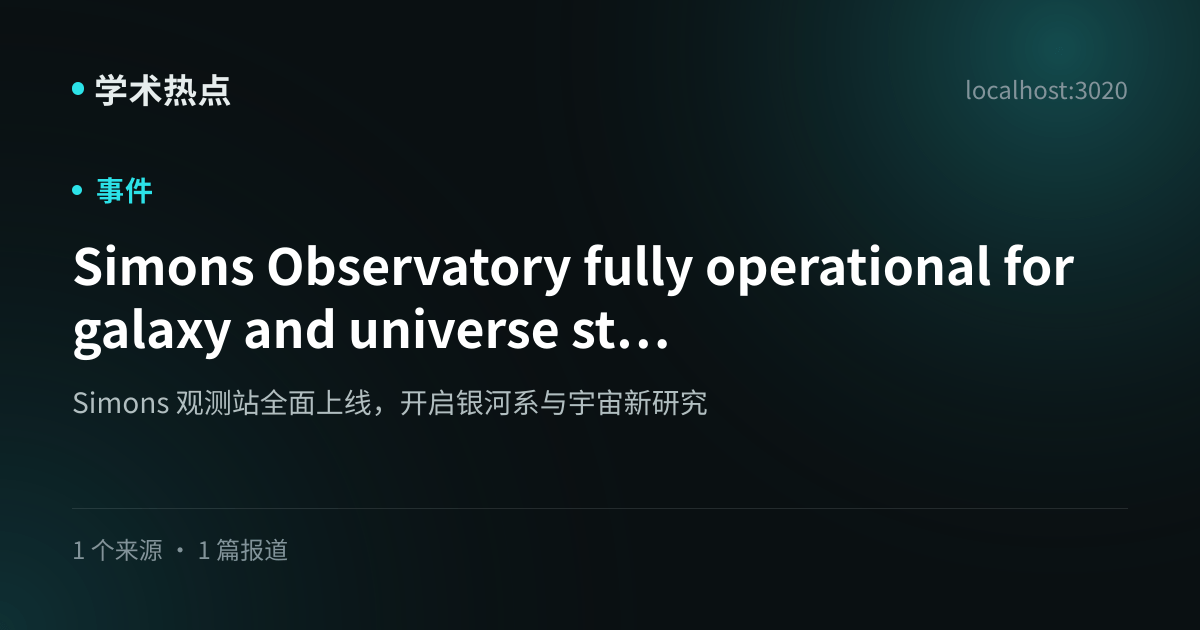 学术热点
localhost:3020
事件
Simons Observatory fully operational for
galaxy and universe st…
Simons 观测站全面上线，开启银河系与宇宙新研究
1 个来源 · 1 篇报道